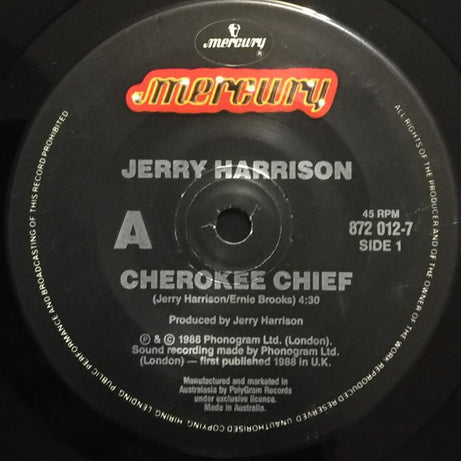 mercury
®
mercury
JERRY HARRISON
A
45 RPM
872 012-7
SIDE 1
CHEROKEE CHIEF
(Jerry Harrison/Ernie Brooks) 4:30
Produced by Jerry Harrison
℗ & © 1988 Phonogram Ltd. (London).
Sound recording made by Phonogram Ltd.
(London) — first published 1988 in U.K.
Manufactured and marketed in
Australasia by PolyGram Records
under exclusive licence.
Made in Australia.
ALL RIGHTS OF THE PRODUCER AND OF THE OWNER OF THE WORK REPRODUCED RESERVED UNAUTHORISED COPYING HIRING LENDING PUBLIC PERFORMANCE AND BROADCASTING OF THIS RECORD PROHIBITED